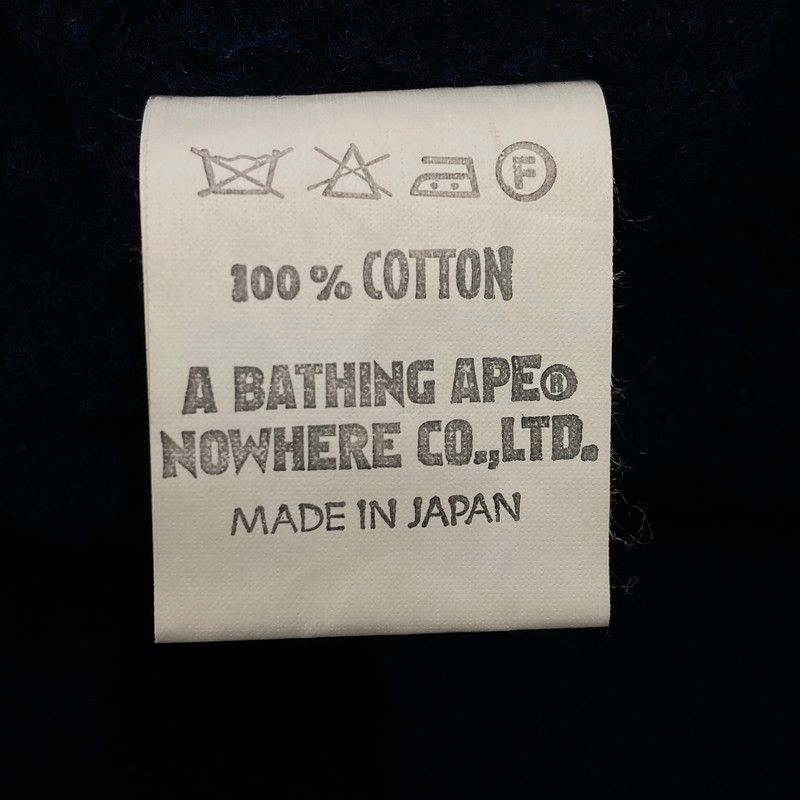 F
100% COTTON
A BATHING APE®
NOWHERE CO.,LTD.
MADE IN JAPAN